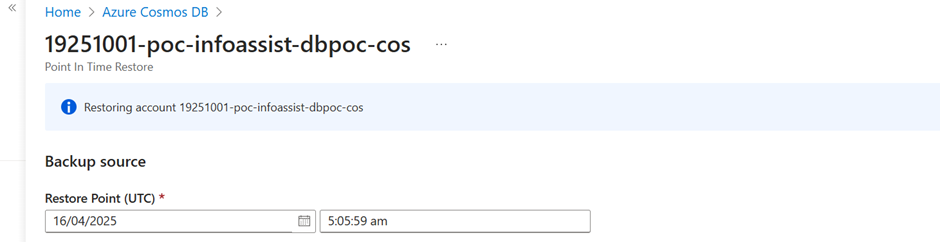 Home > Azure Cosmos DB >
19251001-poc-infoassist-dbpoc-cos ...
Point In Time Restore
Restoring account 19251001-poc-infoassist-dbpoc-cos
Backup source
Restore Point (UTC) *
16/04/2025 5:05:59 am